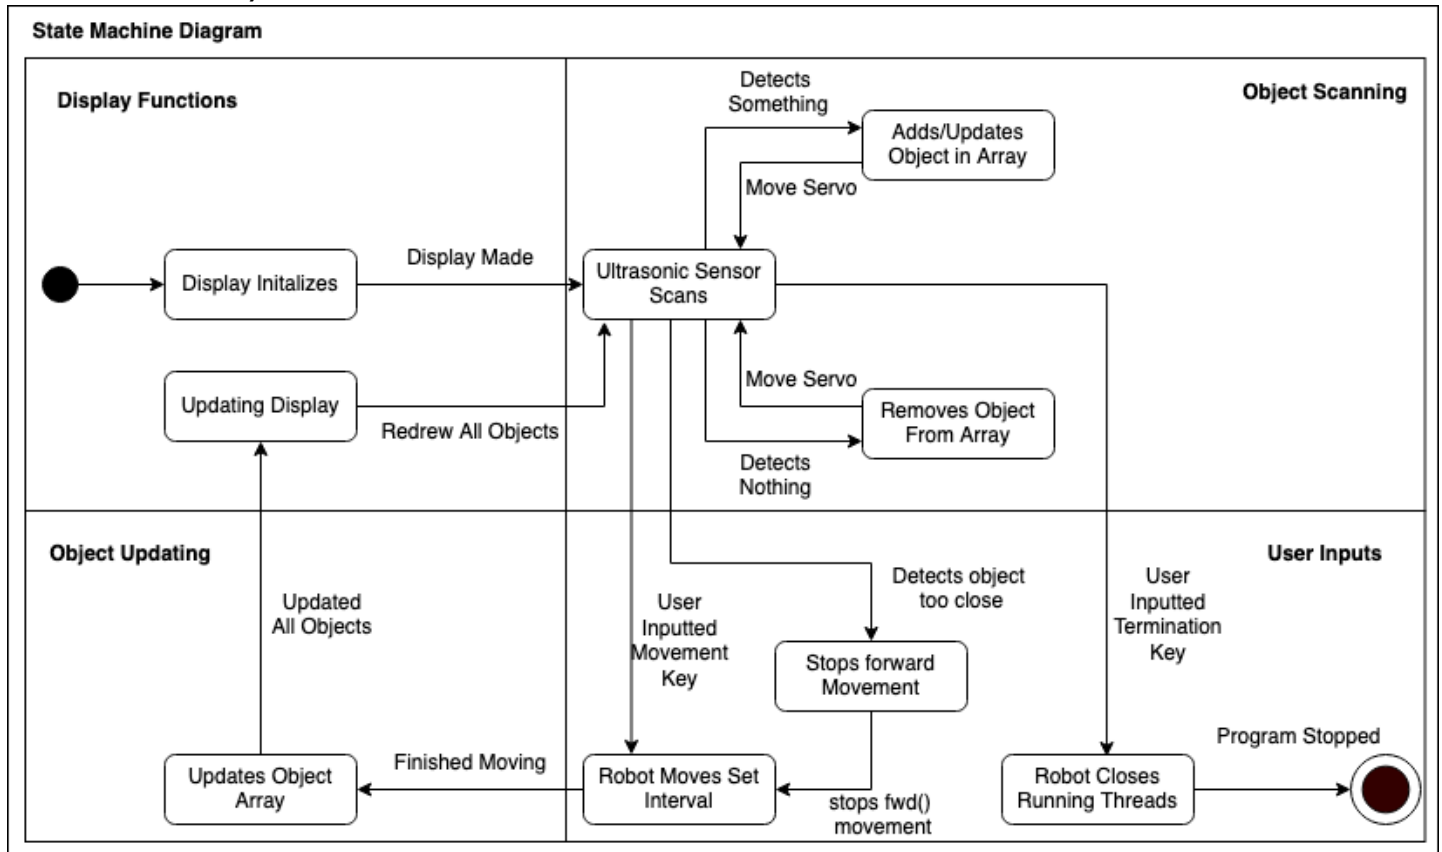 State Machine Diagram
Display Functions
Object Scanning
Detects
Something
Adds/Updates
Object in Array
Move Servo
Display Initalizes
Display Made
Ultrasonic Sensor
Scans
Updating Display
Redrew All Objects
Move Servo
Removes Object
From Array
Detects
Nothing
Object Updating
User Inputs
Updated
All Objects
User
Inputted
Movement
Key
Detects object
too close
User
Inputted
Termination
Key
Stops forward
Movement
Updates Object
Array
Finished Moving
Robot Moves Set
Interval
stops fwd()
movement
Robot Closes
Running Threads
Program Stopped